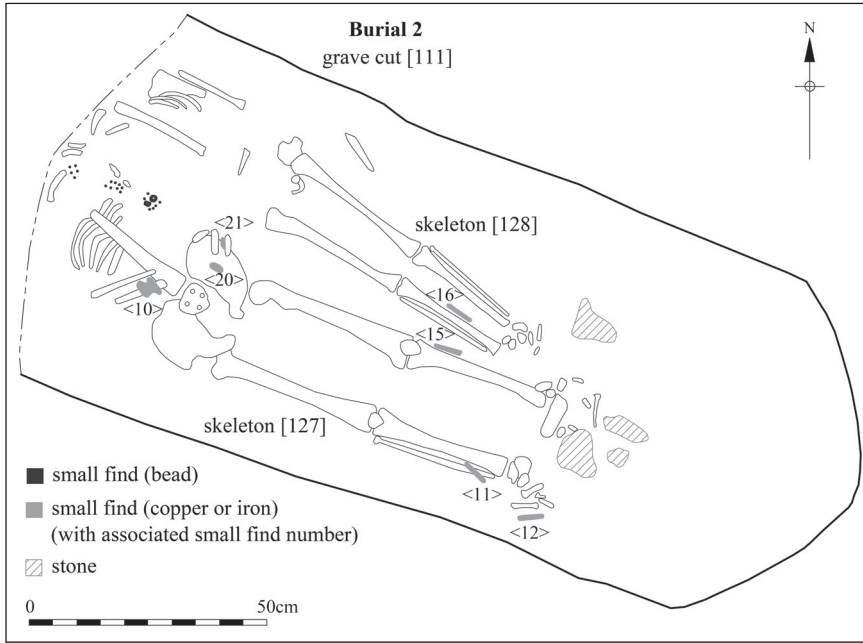 Burial 2
grave cut [111]
N
<21>
skeleton [128]
<20>
<16>
<10>
<15>
skeleton [127]
<11>
<12>
small find (bead)
small find (copper or iron)
(with associated small find number)
stone
0 50cm